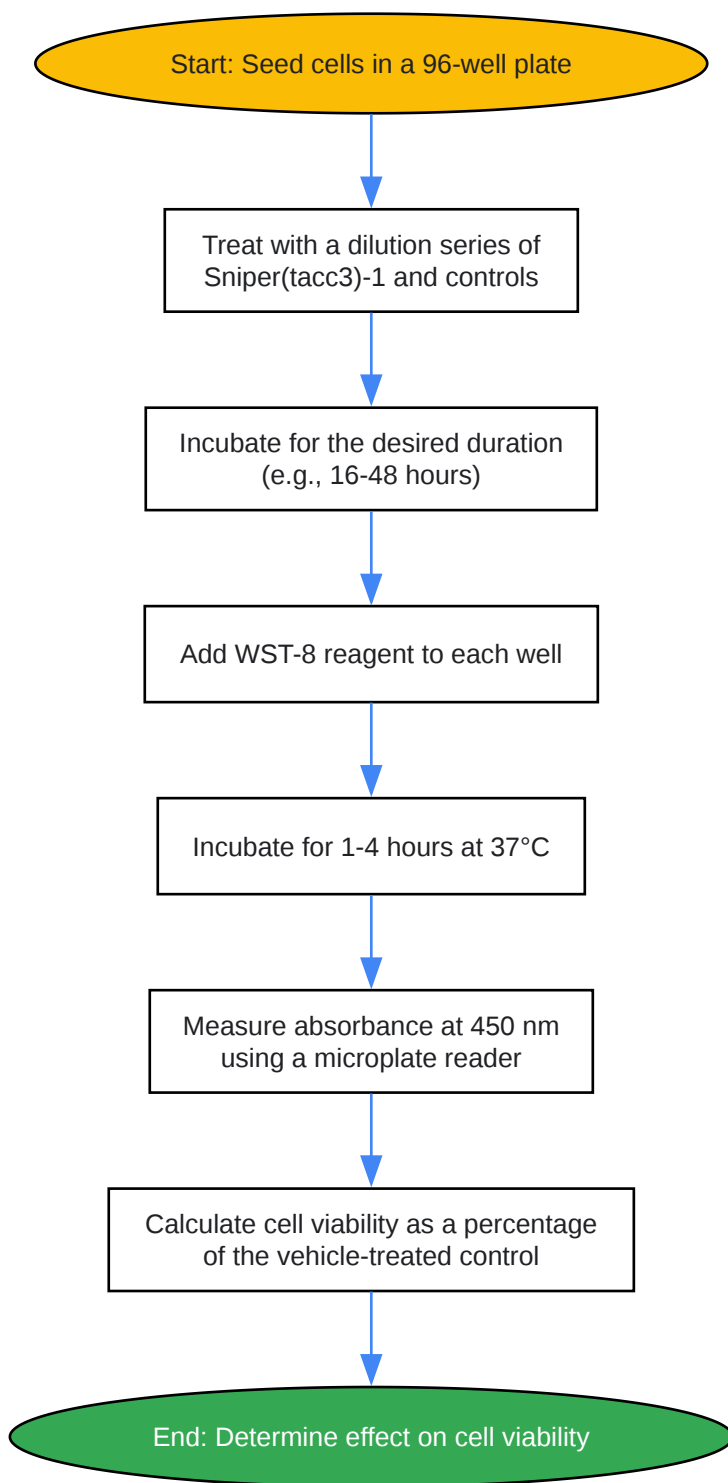 Start: Seed cells in a 96-well plate
Treat with a dilution series of
Sniper(tacc3)-1 and controls
Incubate for the desired duration
(e.g., 16-48 hours)
Add WST-8 reagent to each well
Incubate for 1-4 hours at 37°C
Measure absorbance at 450 nm
using a microplate reader
Calculate cell viability as a percentage
of the vehicle-treated control
End: Determine effect on cell viability